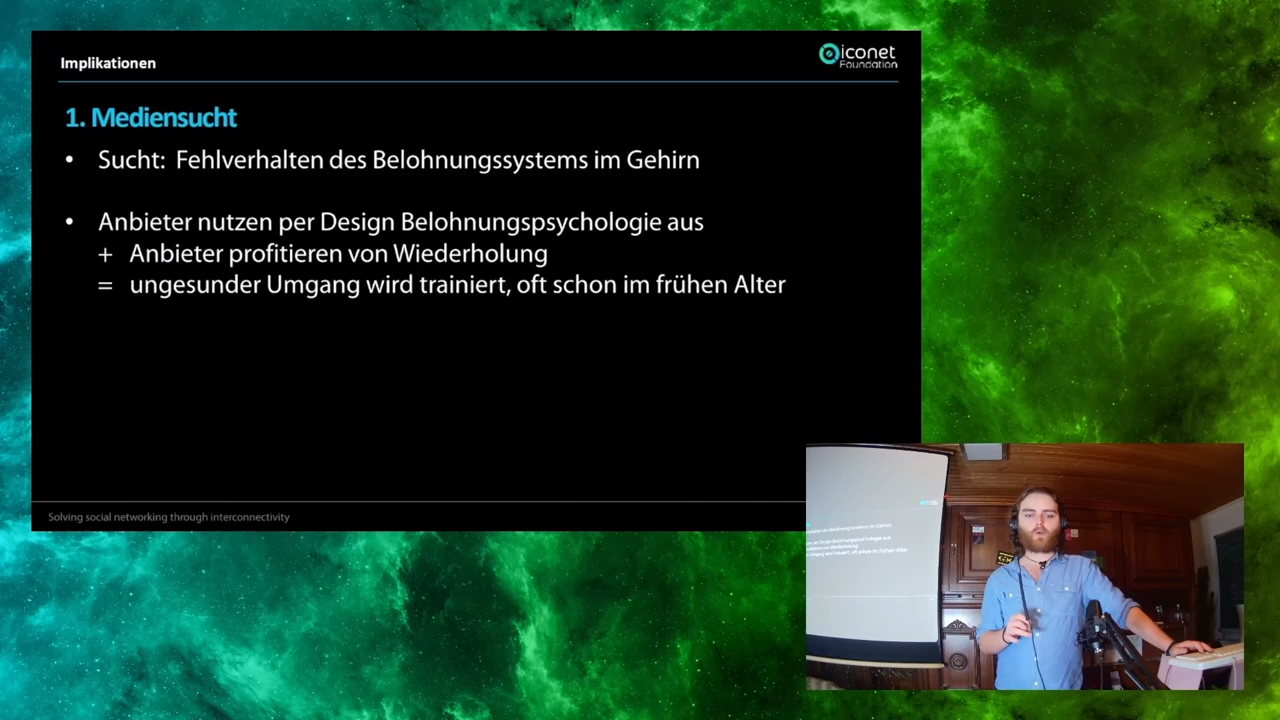 Implikationen
iconet
Foundation
1. Mediensucht
• Sucht: Fehlverhalten des Belohnungssystems im Gehirn
• Anbieter nutzen per Design Belohnungspsychologie aus
+ Anbieter profitieren von Wiederholung
= ungesunder Umgang wird trainiert, oft schon im frühen Alter
Solving social networking through interconnectivity